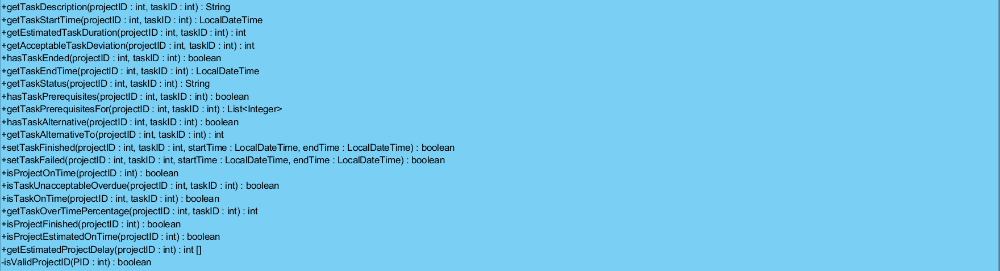 +getTaskDescription(projectID : int, taskID : int) : String
+getTaskStartTime(projectID : int, taskID : int) : LocalDateTime
+getEstimatedTaskDuration(projectID : int, taskID : int) : int
+getAcceptableTaskDeviation(projectID : int, taskID : int) : int
+hasTaskEnded(projectID : int, taskID : int) : boolean
+getTaskEndTime(projectID : int, taskID : int) : LocalDateTime
+getTaskStatus(projectID : int, taskID : int) : String
+hasTaskPrerequisites(projectID : int, taskID : int) : boolean
+getTaskPrerequisitesFor(projectID : int, taskID : int) : List<Integer>
+hasTaskAlternative(projectID : int, taskID : int) : boolean
+getTaskAlternativeTo(projectID : int, taskID : int) : int
+setTaskFinished(projectID : int, taskID : int, startTime : LocalDateTime, endTime : LocalDateTime) : boolean
+setTaskFailed(projectID : int, taskID : int, startTime : LocalDateTime, endTime : LocalDateTime) : boolean
+isProjectOnTime(projectID : int) : boolean
+isTaskUnacceptableOverdue(projectID : int, taskID : int) : boolean
+isTaskOnTime(projectID : int, taskID : int) : boolean
+getTaskOverTimePercentage(projectID : int, taskID : int) : int
+isProjectFinished(projectID : int) : boolean
+isProjectEstimatedOnTime(projectID : int) : boolean
+getEstimatedProjectDelay(projectID : int) : int []
-isValidProjectID(PID : int) : boolean